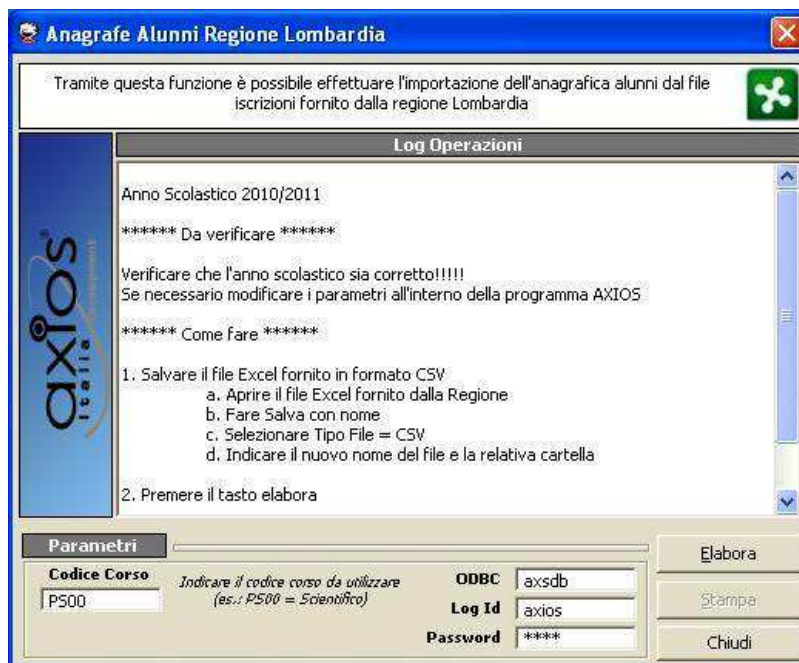 Anagrafe Alunni Regione Lombardia
Tramite questa funzione è possibile effettuare l'importazione dell'anagrafica alunni dal file
iscrizioni fornito dalla regione Lombardia
axios®
italia
development
Log Operazioni
Anno Scolastico 2010/2011
****** Da verificare ******
Verificare che l'anno scolastico sia corretto!!!!!
Se necessario modificare i parametri all'interno della programma AXIOS
****** Come fare ******
1. Salvare il file Excel fornito in formato CSV
a. Aprire il file Excel fornito dalla Regione
b. Fare Salva con nome
c. Selezionare Tipo File = CSV
d. Indicare il nuovo nome del file e la relativa cartella
2. Premere il tasto elabora
Parametri
Codice Corso
PS00
Indicare il codice corso da utilizzare
(es.: PS00 = Scientifico)
ODBC axsdb
Log Id axios
Password ****
Elabora
Stampa
Chiudi